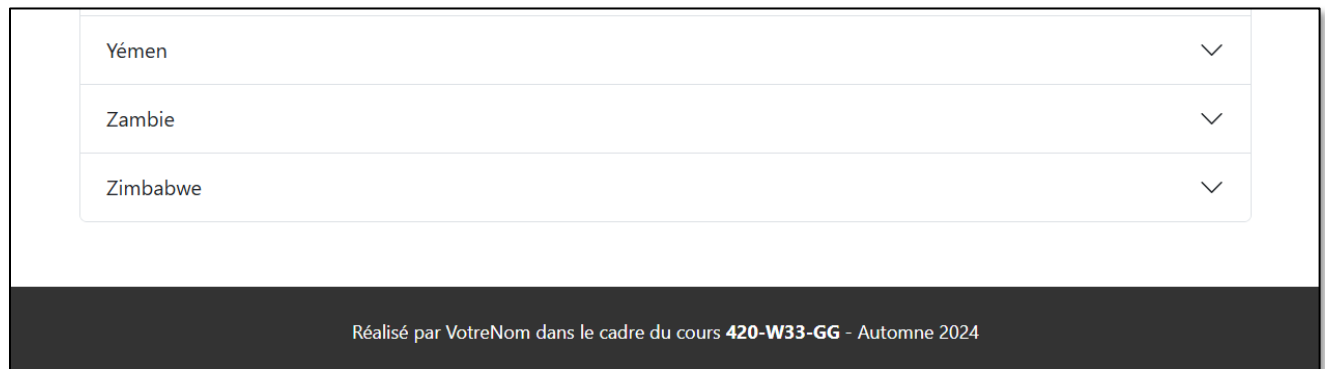 Yémen
Zambie
Zimbabwe
Réalisé par VotreNom dans le cadre du cours 420-W33-GG - Automne 2024